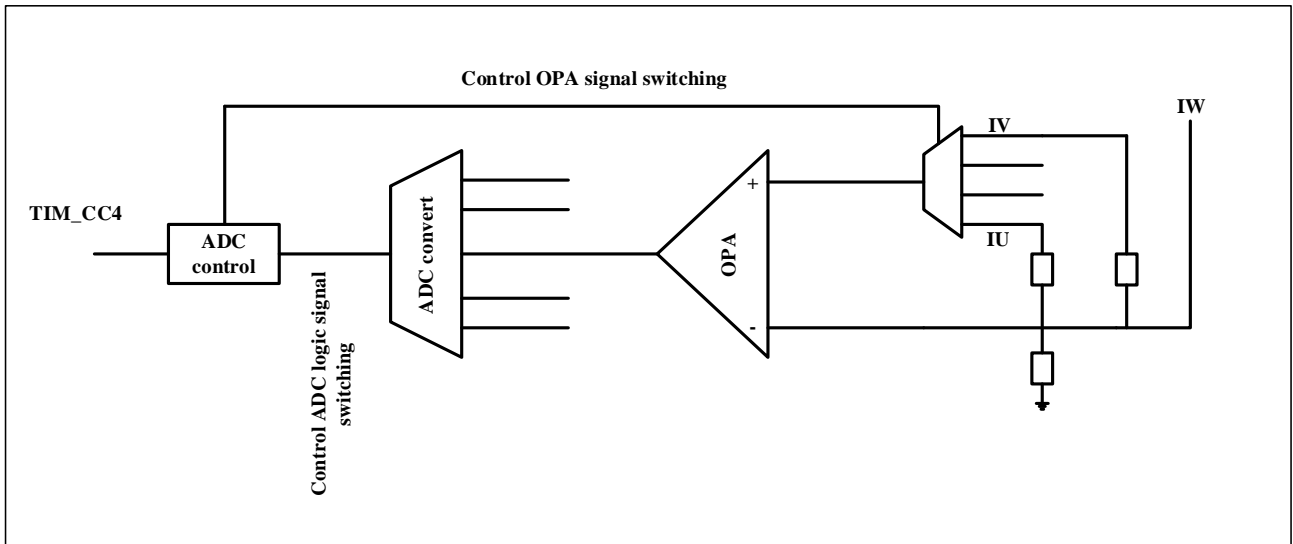 Control OPA signal switching
IV
IW
TIM_CC4
ADC
control
ADC convert
OPA
+
-
IU
Control ADC logic signal
switching